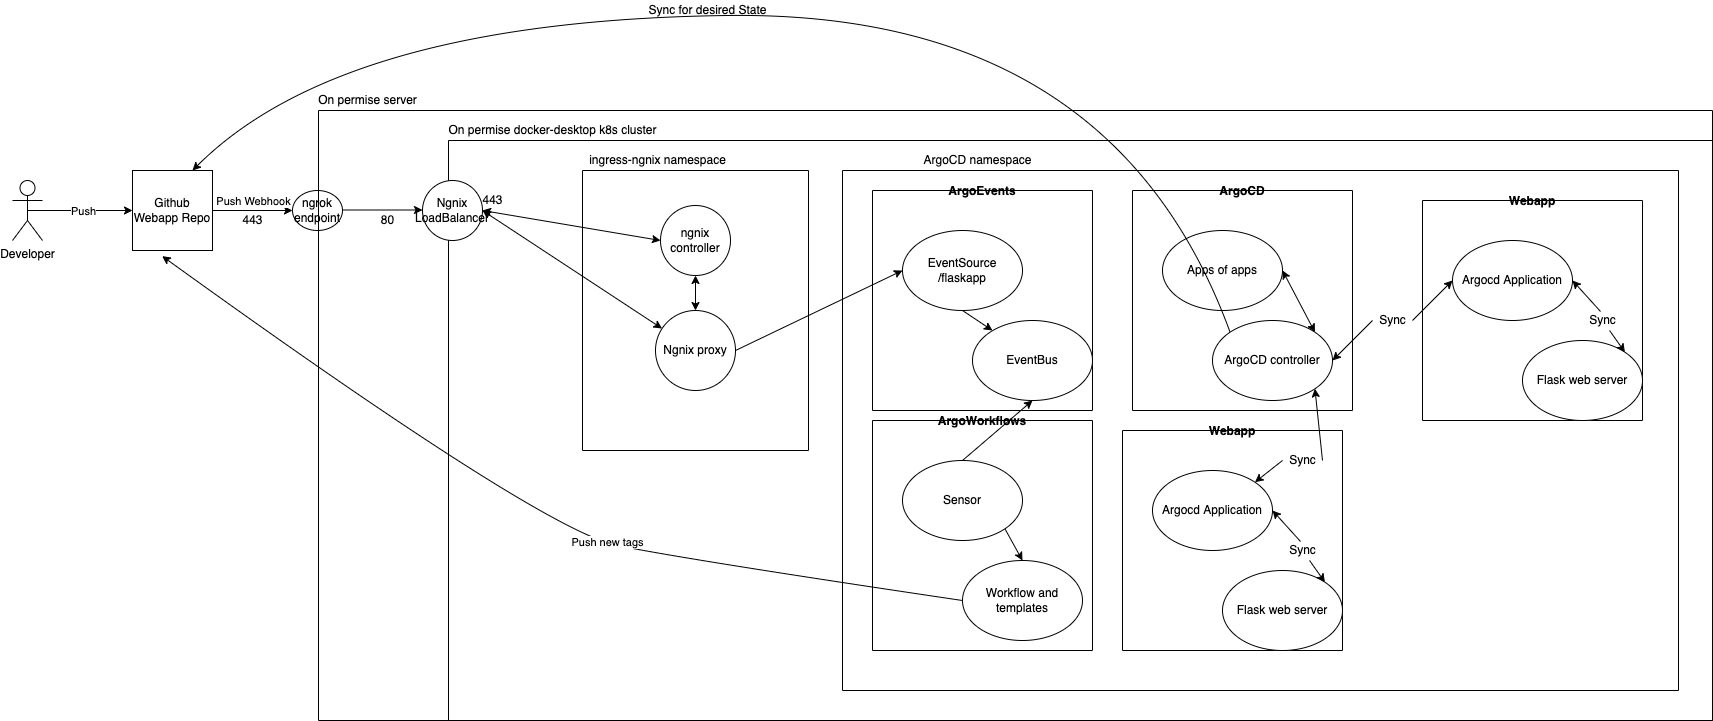 Sync for desired State
On permise server
On permise docker-desktop k8s cluster
ingress-ngnix namespace
ArgoCD namespace
Developer
Push
Github
Webapp Repo
Push Webhook
443
ngrok
endpoint
80
Ngnix
LoadBalancer
443
ngnix
controller
Ngnix proxy
ArgoEvents
EventSource
/flaskapp
EventBus
ArgoCD
Apps of apps
ArgoCD controller
Sync
Webapp
Argocd Application
Sync
Flask web server
ArgoWorkflows
Sensor
Workflow and
templates
Push new tags
Webapp
Sync
Argocd Application
Sync
Flask web server